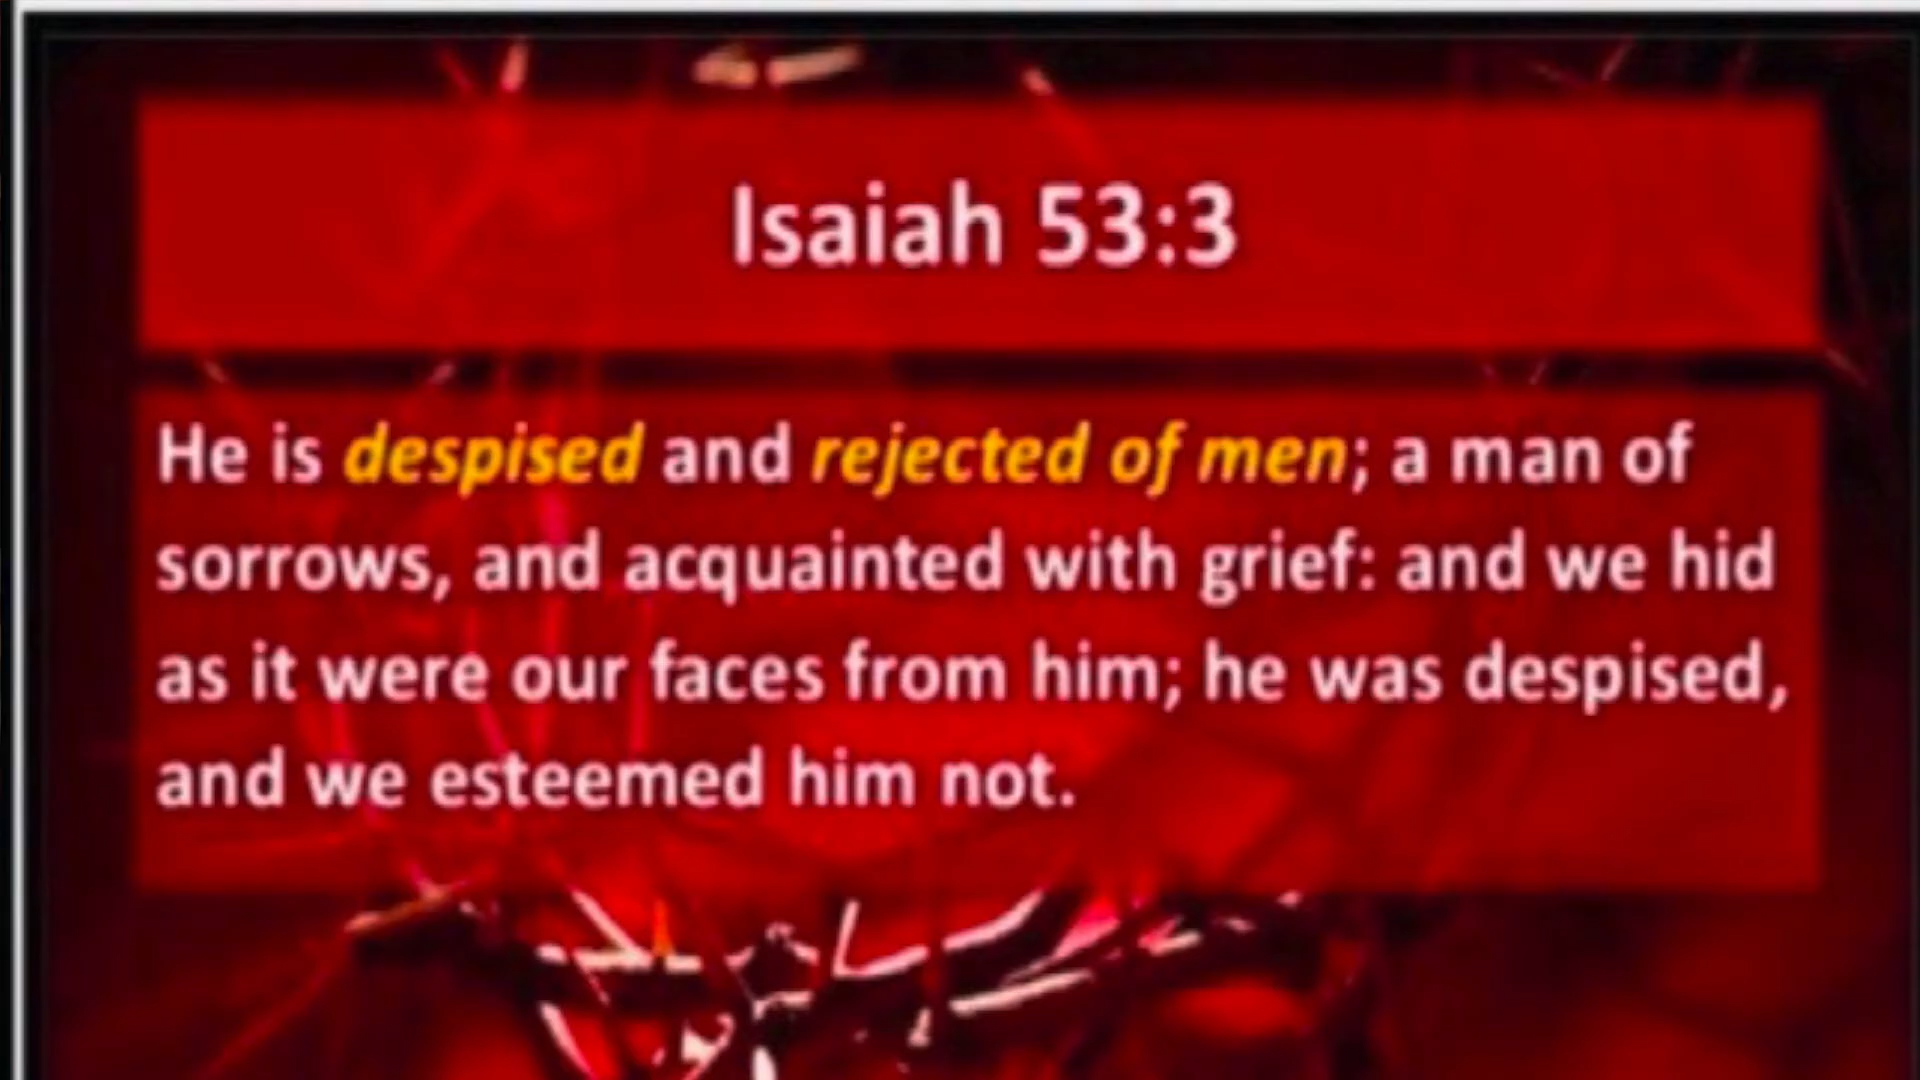 Isaiah 53:3
He is despised and rejected of men; a man of
sorrows, and acquainted with grief: and we hid
as it were our faces from him; he was despised,
and we esteemed him not.